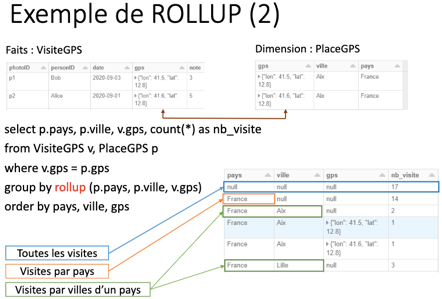 Exemple de ROLLUP (2)
Faits : VisiteGPS
Dimension : PlaceGPS
photoID personID date gps note
p1 Bob 2020-09-03 {"lon": 41.5, "lat": 12.8} 3
p2 Alice 2020-09-01 {"lon": 41.6, "lat": 12.8} 5
gps ville pays
{"lon": 41.5, "lat": 12.8} Aix France
{"lon": 41.6, "lat": 12.8} Aix France
select p.pays, p.ville, v.gps, count(*) as nb_visite
from VisiteGPS v, PlaceGPS p
where v.gps = p.gps
group by rollup (p.pays, p.ville, v.gps)
order by pays, ville, gps
pays ville gps nb_visite
null null null 17
France null null 14
France Aix null 2
France Aix {"lon": 41.5, "lat": 12.8} 1
France Aix {"lon": 41.6, "lat": 12.8} 1
France Lille null 3
Toutes les visites
Visites par pays
Visites par villes d'un pays